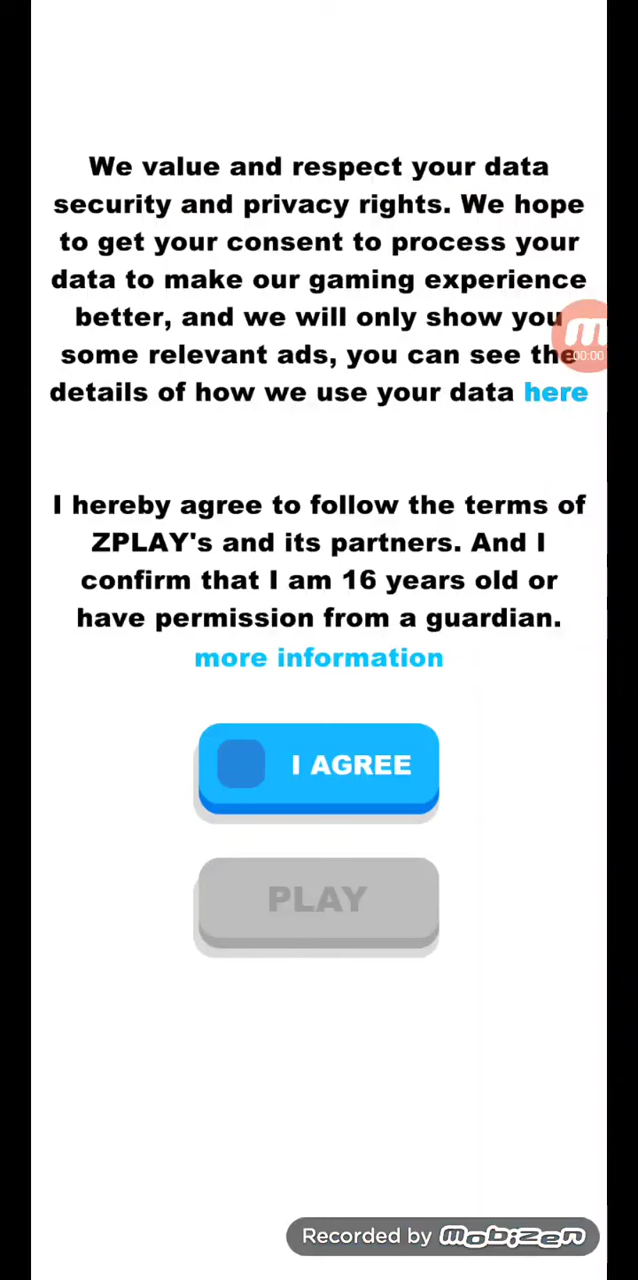 We value and respect your data
security and privacy rights. We hope
to get your consent to process your
data to make our gaming experience
better, and we will only show you
some relevant ads, you can see the
00:00
details of how we use your data here
I hereby agree to follow the terms of
ZPLAY's and its partners. And I
confirm that I am 16 years old or
have permission from a guardian.
more information
I AGREE
PLAY
Recorded by mobizen